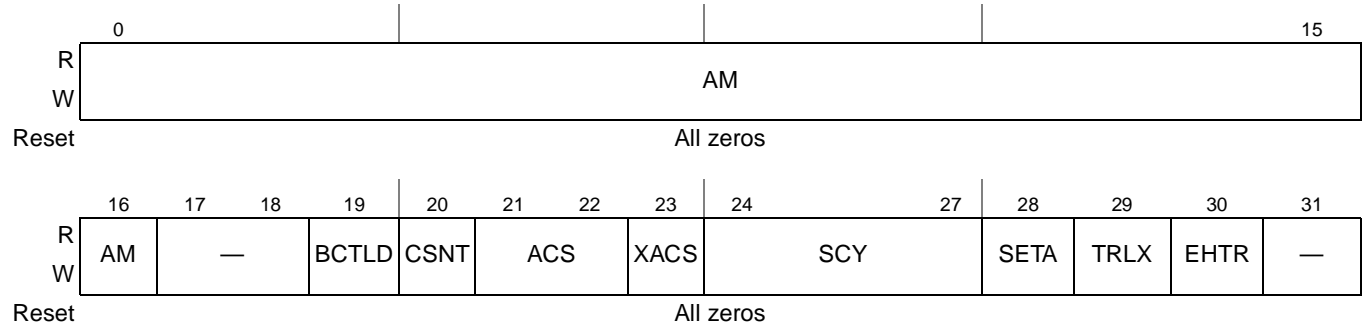 0 15
R
AM
W
Reset All zeros
16 17 18 19 20 21 22 23 24 27 28 29 30 31
R
AM — BCTLD CSNT ACS XACS SCY SETA TRLX EHTR —
W
Reset All zeros